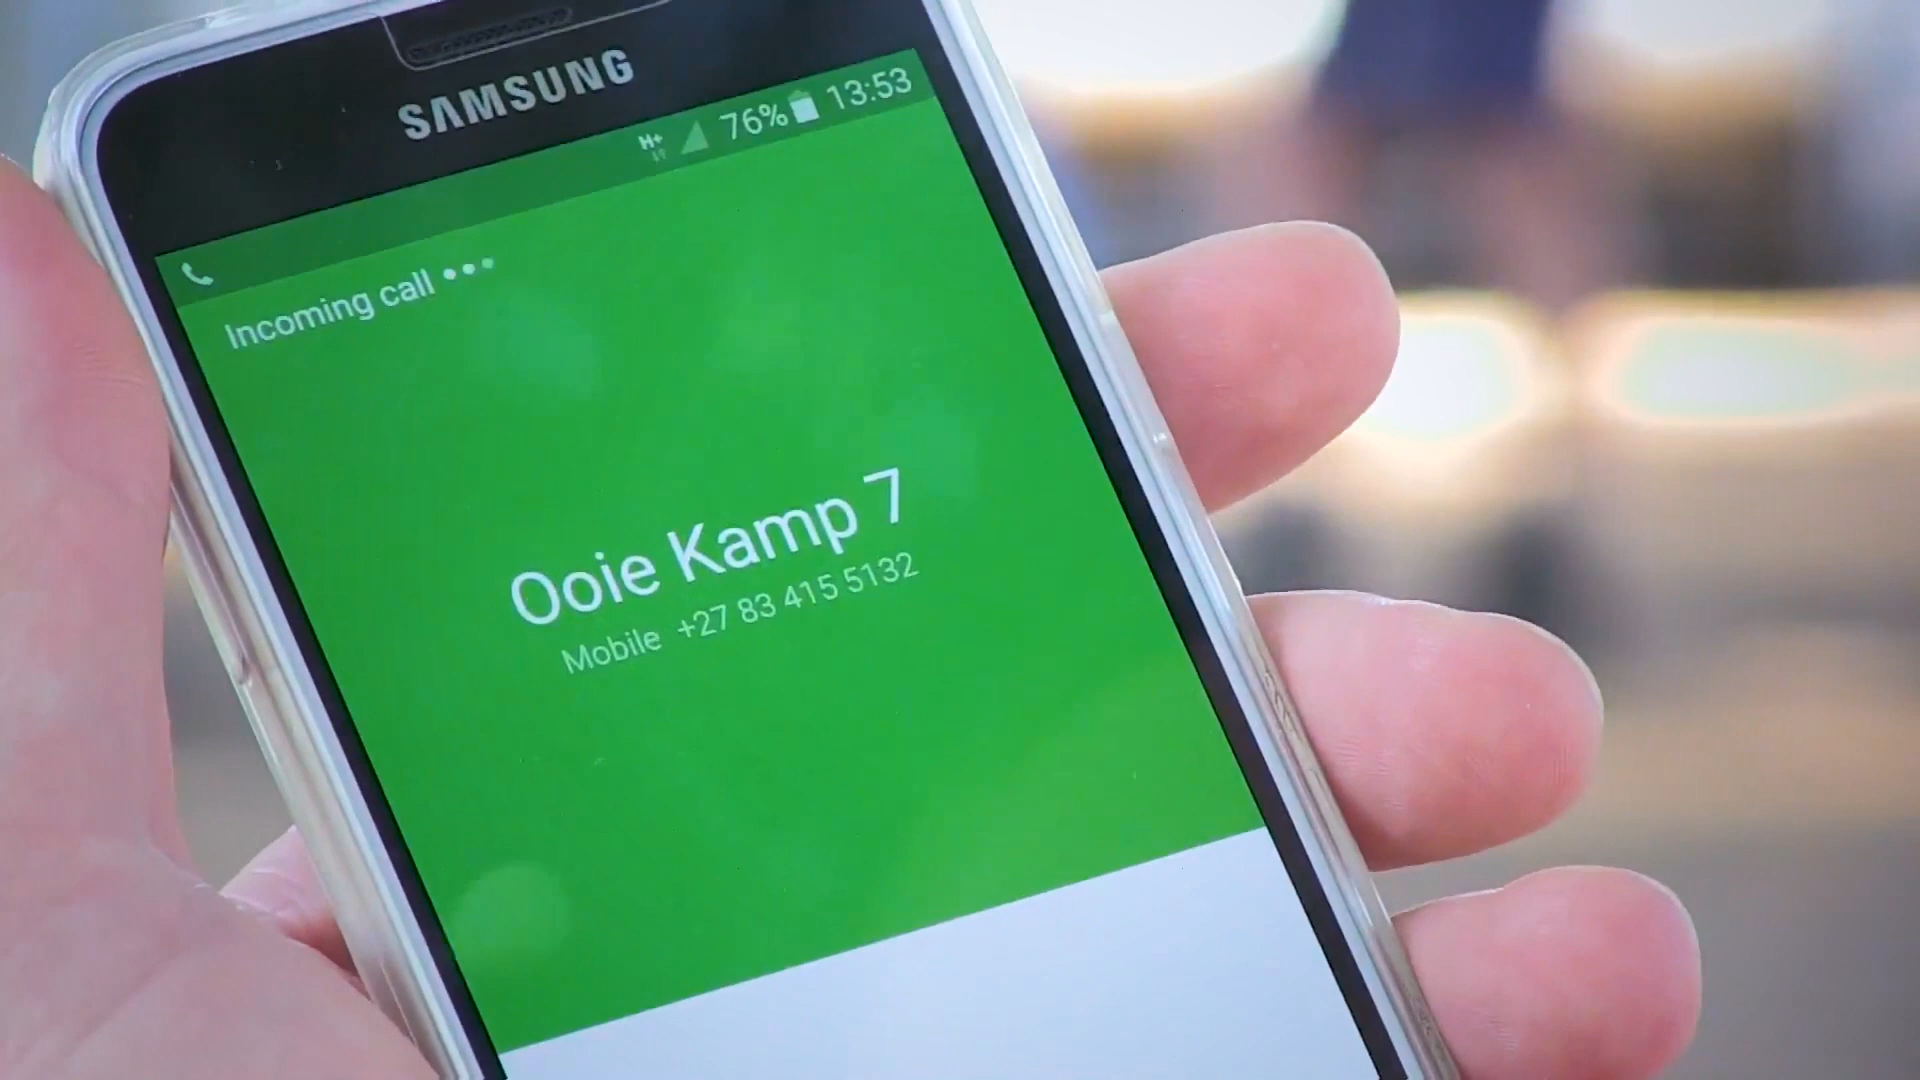 SAMSUNG
H+ 76% 13:53
Incoming call •••
Ooie Kamp 7
Mobile +27 83 415 5132